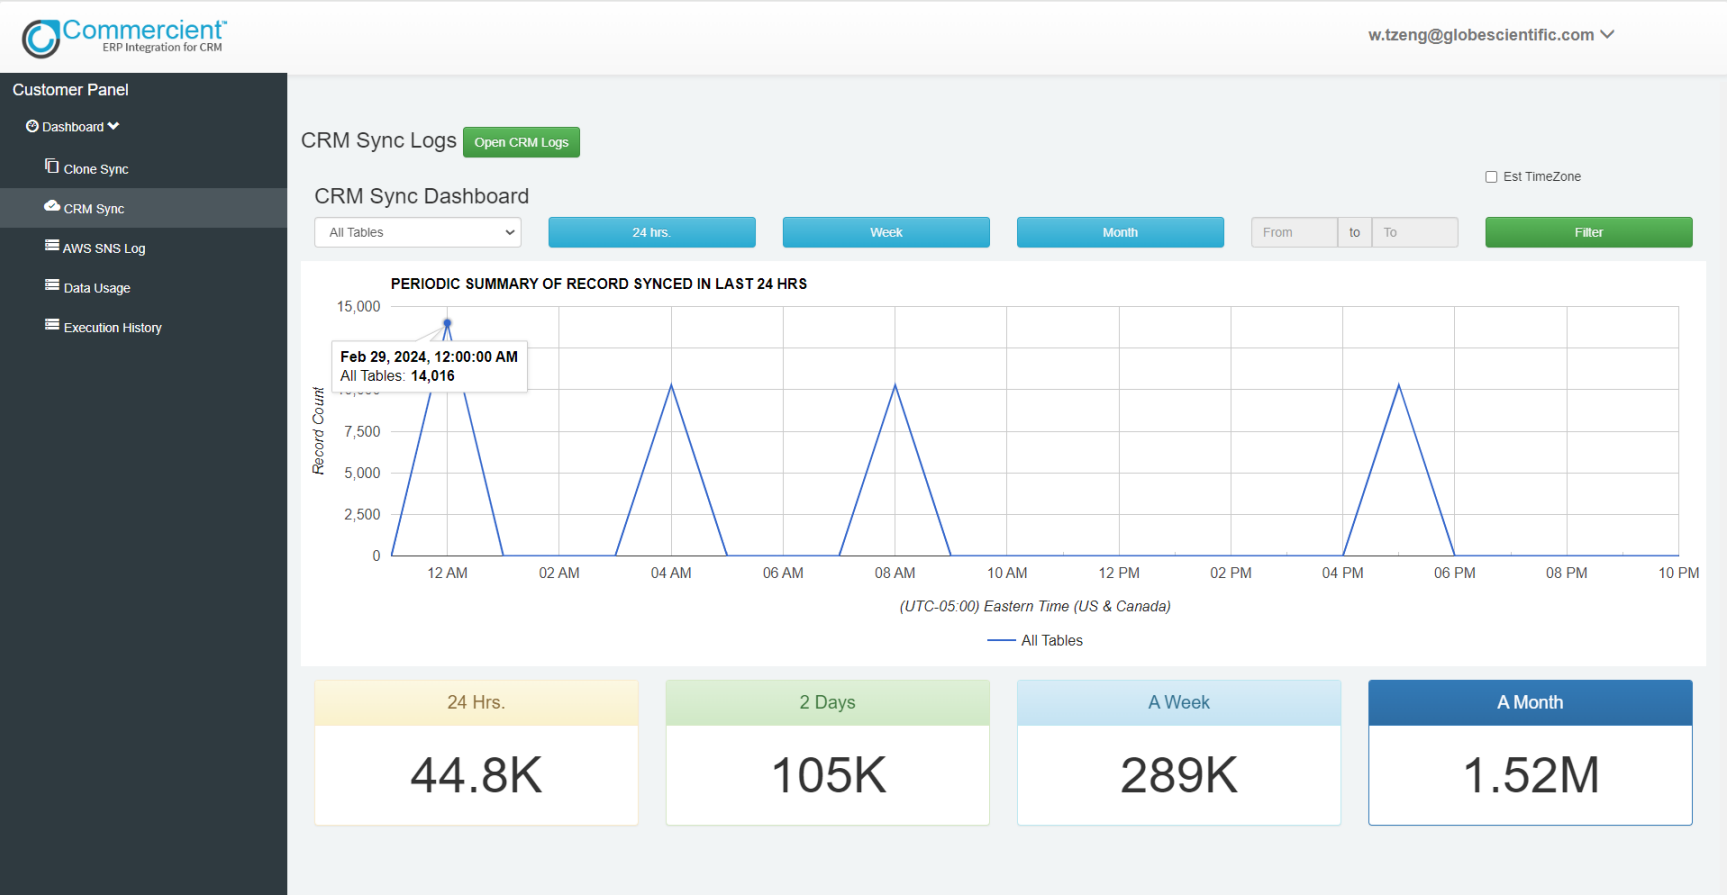 Commercient™
ERP Integration for CRM
w.tzeng@globescientific.com
Customer Panel
Dashboard
Clone Sync
CRM Sync
AWS SNS Log
Data Usage
Execution History
CRM Sync Logs
Open CRM Logs
Est TimeZone
CRM Sync Dashboard
All Tables
24 hrs.
Week
Month
From
to
To
Filter
PERIODIC SUMMARY OF RECORD SYNCED IN LAST 24 HRS
15,000
Feb 29, 2024, 12:00:00 AM
All Tables: 14,016
7,500
5,000
2,500
0
Record Count
12 AM 02 AM 04 AM 06 AM 08 AM 10 AM 12 PM 02 PM 04 PM 06 PM 08 PM 10 PM
(UTC-05:00) Eastern Time (US & Canada)
All Tables
24 Hrs.
44.8K
2 Days
105K
A Week
289K
A Month
1.52M